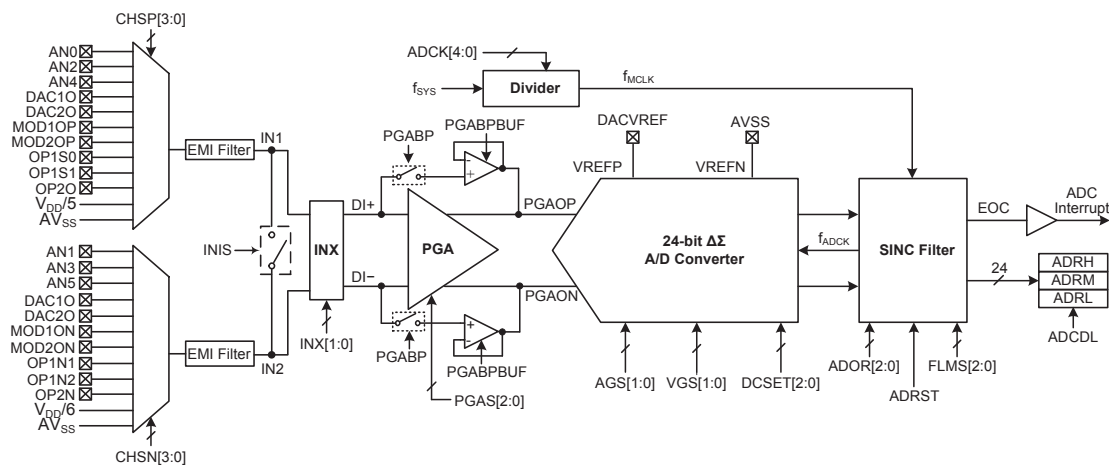 CHSP[3:0]
AN0
AN2
AN4
DAC1O
DAC2O
MOD1OP
MOD2OP
OP1S0
OP1S1
OP2O
VDD/5
AVSS
EMI Filter
IN1
ADCK[4:0]
fSYS
Divider
fMCLK
PGABPBUF
PGABP
-
+
DACVREF
AVSS
VREFP
VREFN
INIS
INX
INX[1:0]
DI+
DI−
PGA
PGAOP
PGAON
24-bit ΔΣ
A/D Converter
fADCK
SINC Filter
EOC
ADC
Interrupt
24
ADRH
ADRM
ADRL
ADCDL
AN1
AN3
AN5
DAC1O
DAC2O
MOD1ON
MOD2ON
OP1N1
OP1N2
OP2N
VDD/6
AVSS
CHSN[3:0]
EMI Filter
IN2
+
-
PGABP
PGABPBUF
PGAS[2:0]
AGS[1:0]
VGS[1:0]
DCSET[2:0]
ADOR[2:0]
FLMS[2:0]
ADRST